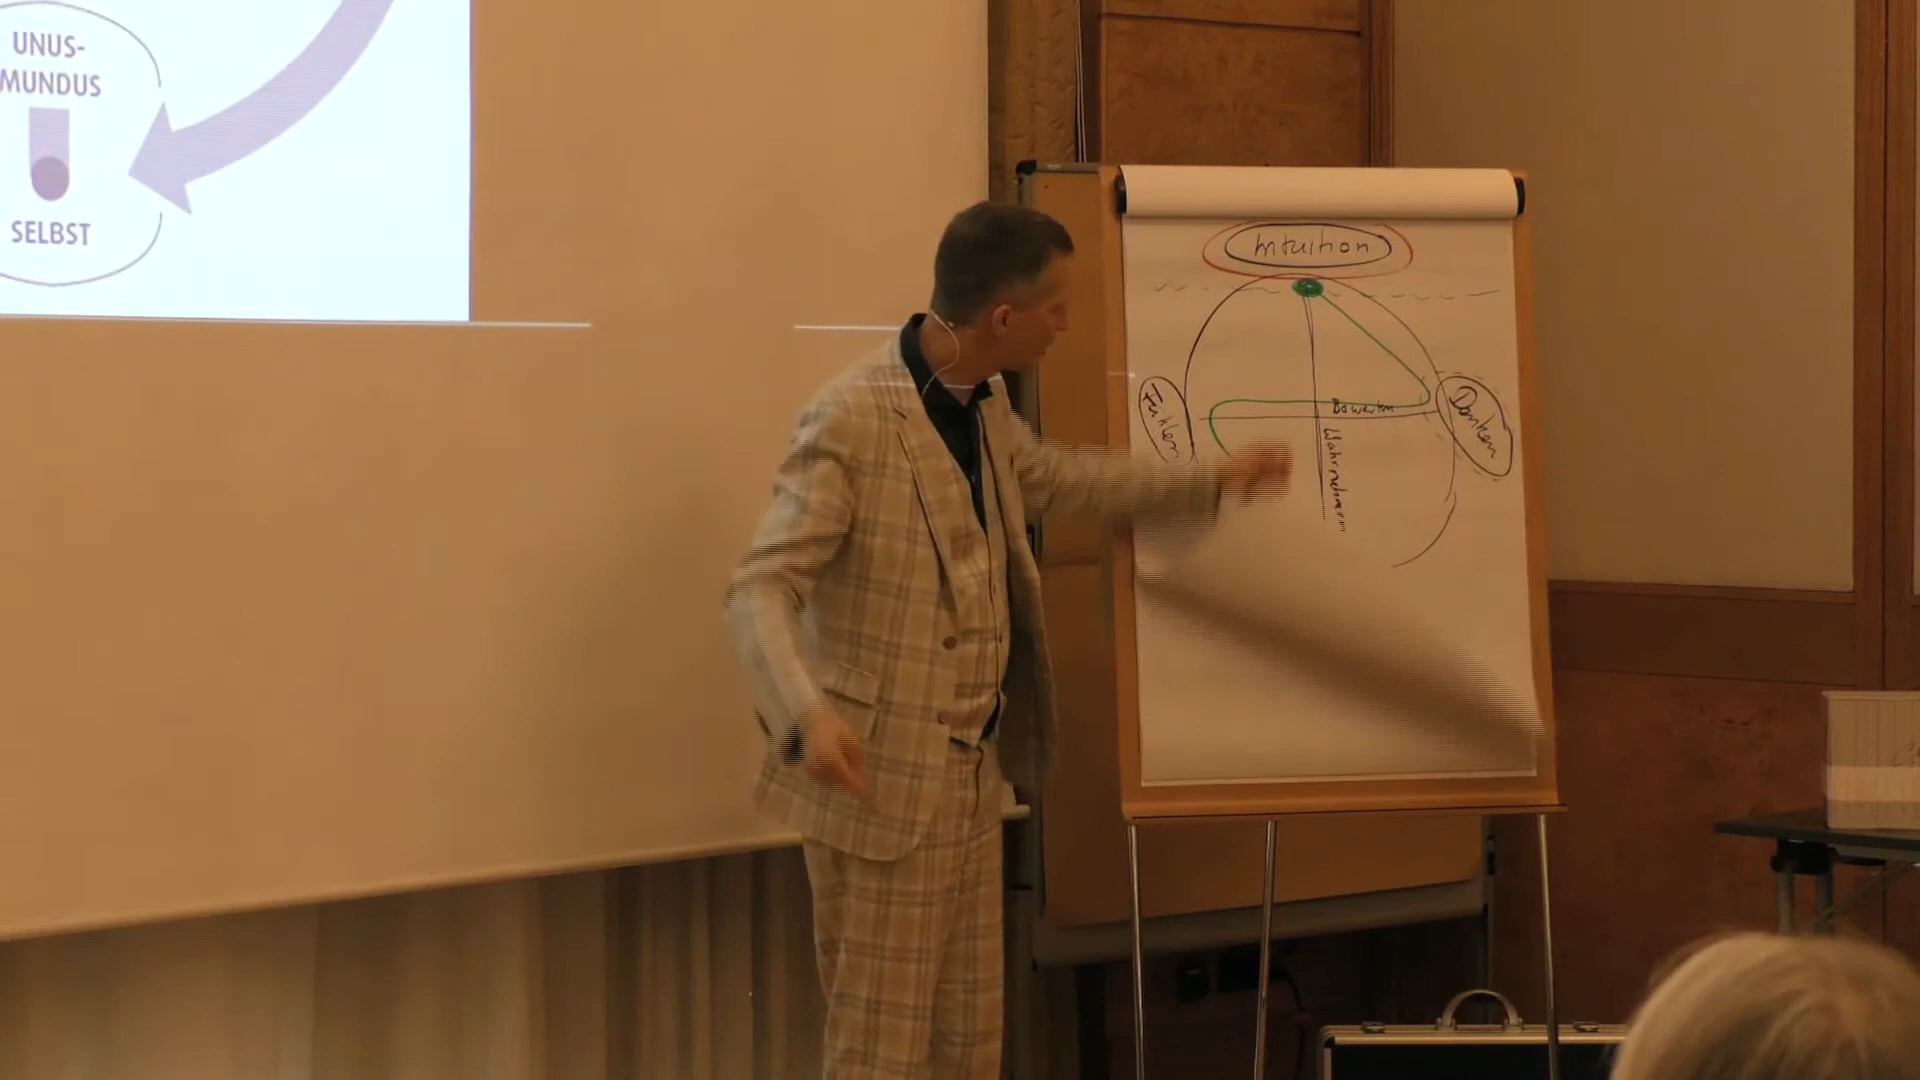 UNUS-
MUNDUS
SELBST
Intuition
Fühlen
Denken
Bewerten
Wahrnehmen